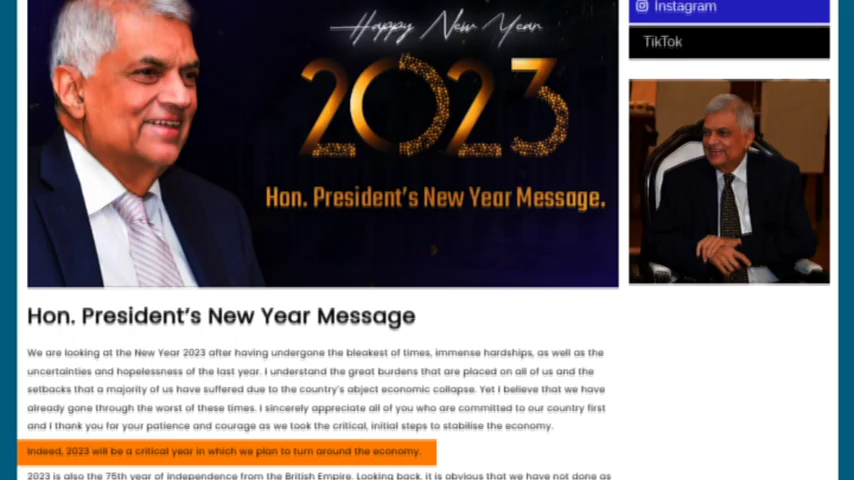 Instagram
TikTok
Happy New Year
2023
Hon. President's New Year Message.
Hon. President's New Year Message
We are looking at the New Year 2023 after having undergone the bleakest of times, immense hardships, as well as the
uncertainties and hopelessness of the last year. I understand the great burdens that are placed on all of us and the
setbacks that a majority of us have suffered due to the country's abject economic collapse. Yet I believe that we have
already gone through the worst of these times. I sincerely appreciate all of you who are committed to our country first
and I thank you for your patience and courage as we took the critical, initial steps to stabilise the economy.
Indeed, 2023 will be a critical year in which we plan to turn around the economy.
2023 is also the 75th year of independence from the British Empire. Looking back, it is obvious that we have not done as